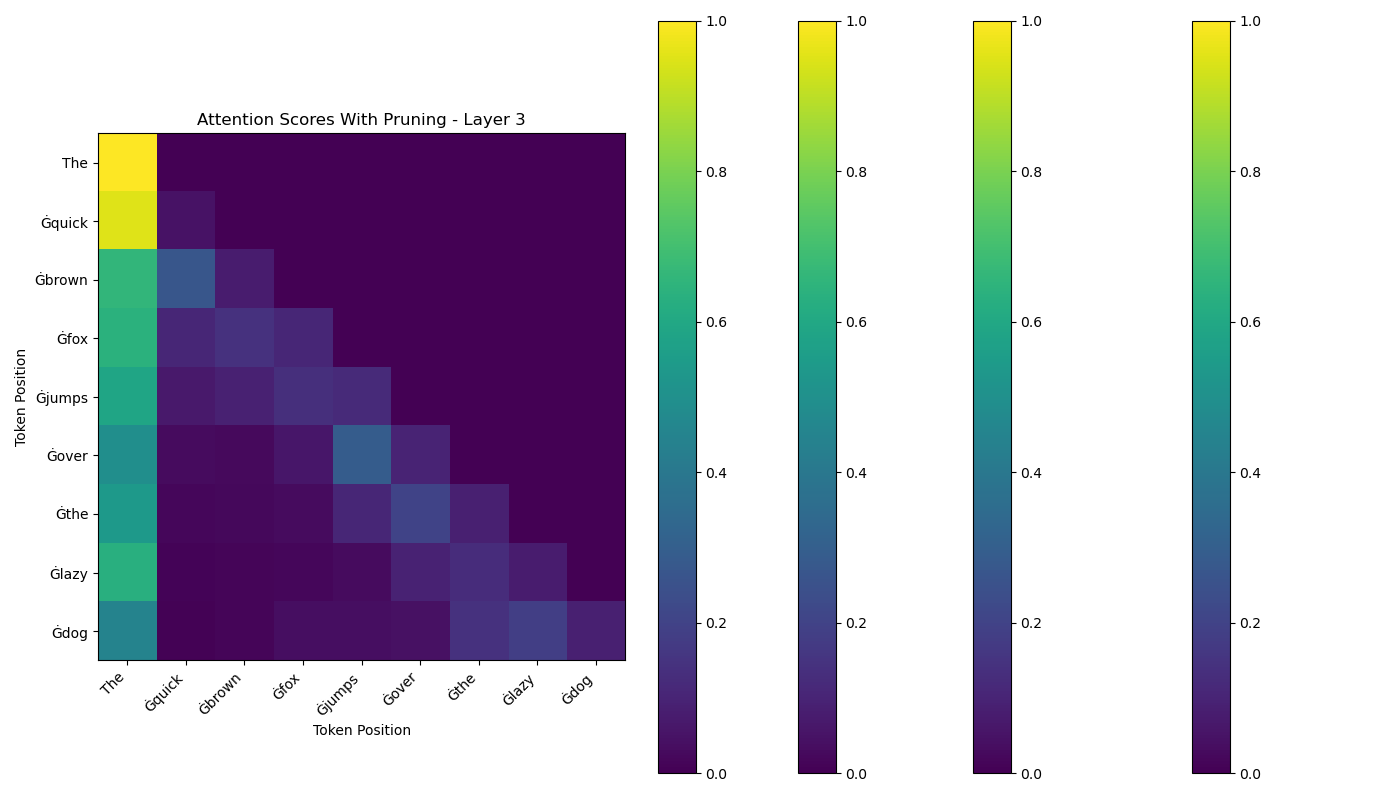 Attention Scores With Pruning - Layer 3
Token Position
The
Ġquick
Ġbrown
Ġfox
Ġjumps
Ġover
Ġthe
Ġlazy
Ġdog
The
Ġquick
Ġbrown
Ġfox
Ġjumps
Ġover
Ġthe
Ġlazy
Ġdog
Token Position
1.0
0.8
0.6
0.4
0.2
0.0
1.0
0.8
0.6
0.4
0.2
0.0
1.0
0.8
0.6
0.4
0.2
0.0
1.0
0.8
0.6
0.4
0.2
0.0